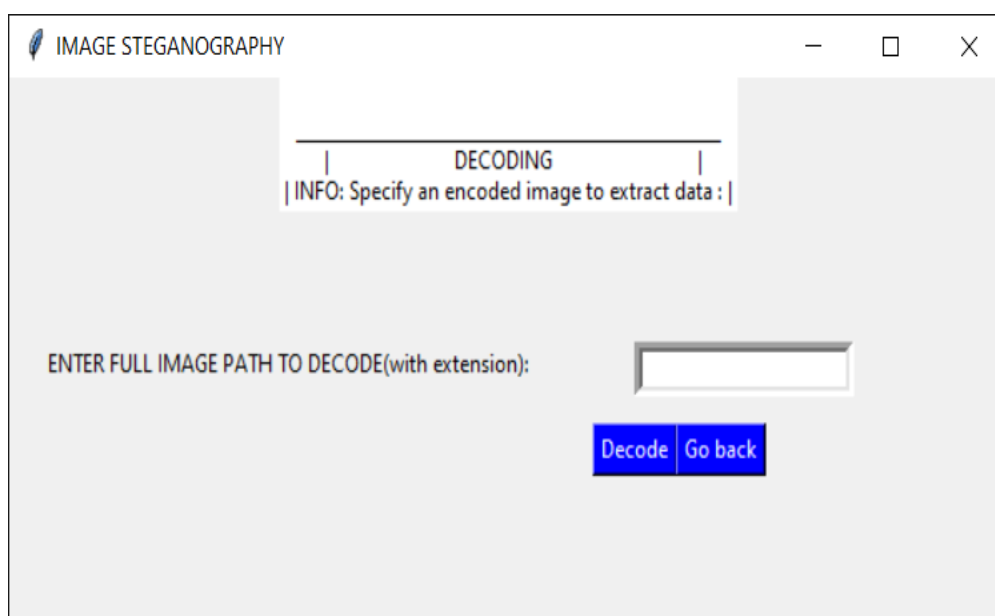 IMAGE STEGANOGRAPHY
| DECODING |
| INFO: Specify an encoded image to extract data : |
ENTER FULL IMAGE PATH TO DECODE(with extension):
Decode Go back